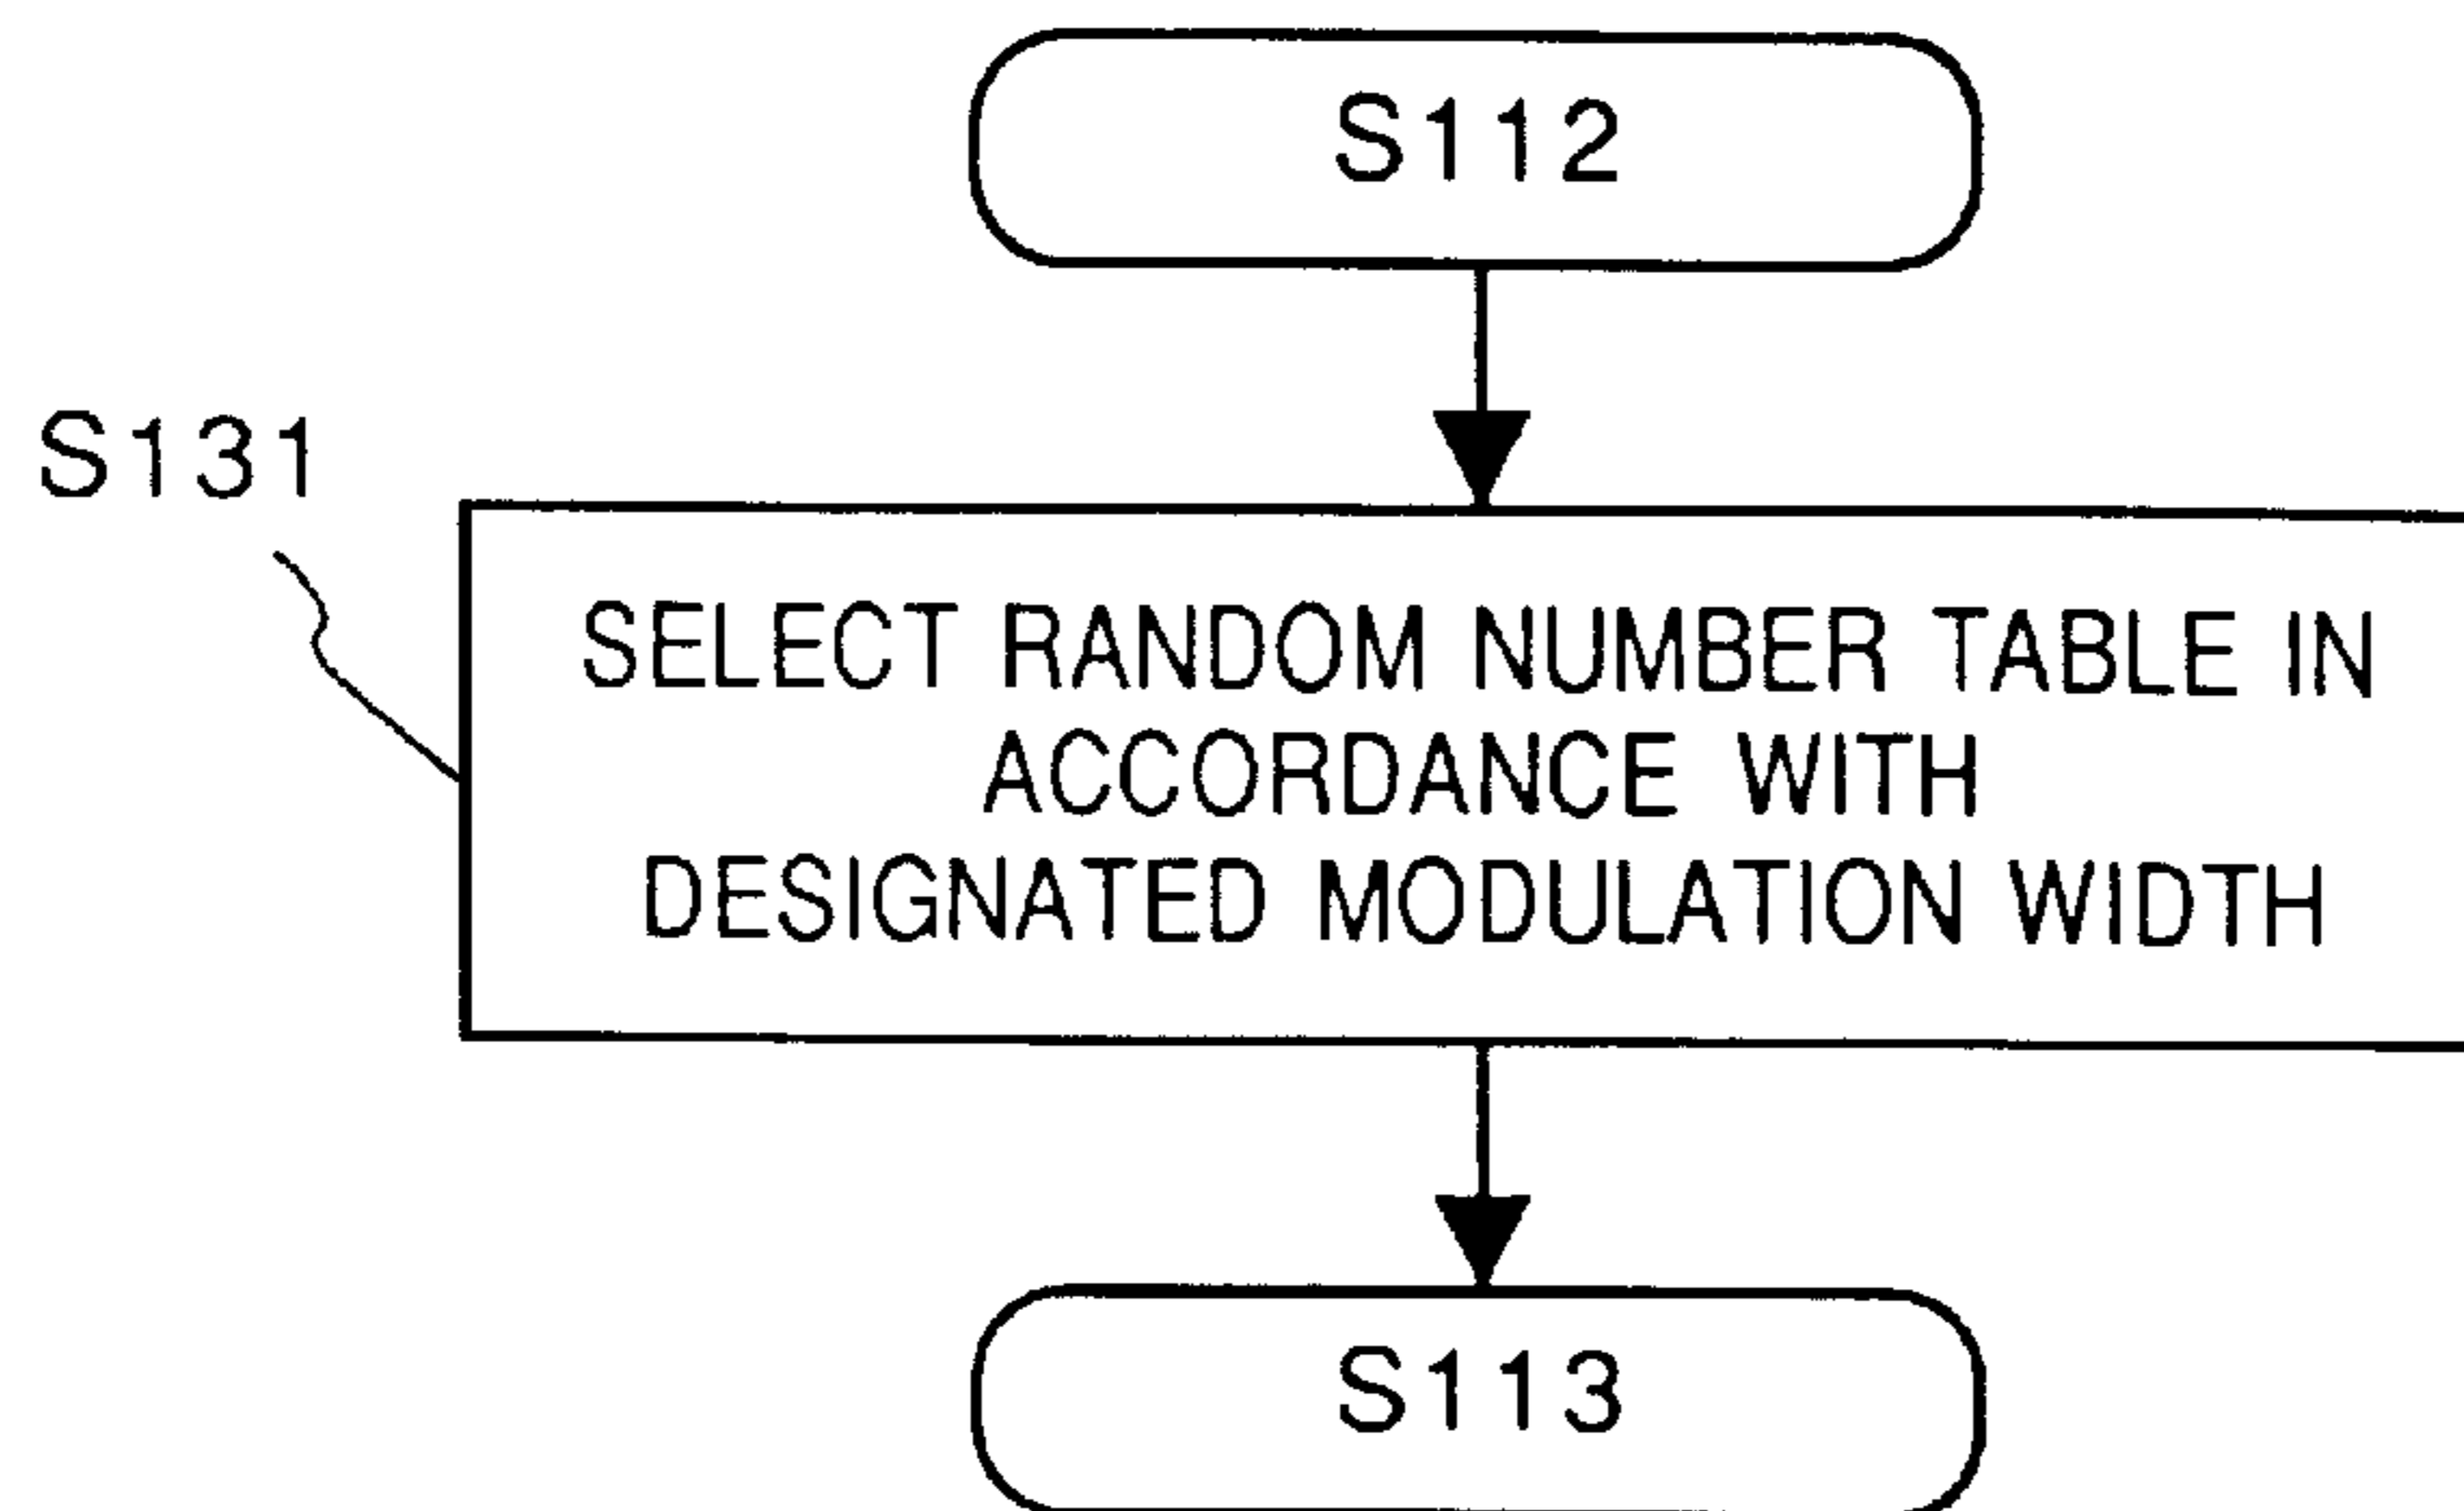 S112
S131
SELECT RANDOM NUMBER TABLE IN
ACCORDANCE WITH
DESIGNATED MODULATION WIDTH
S113